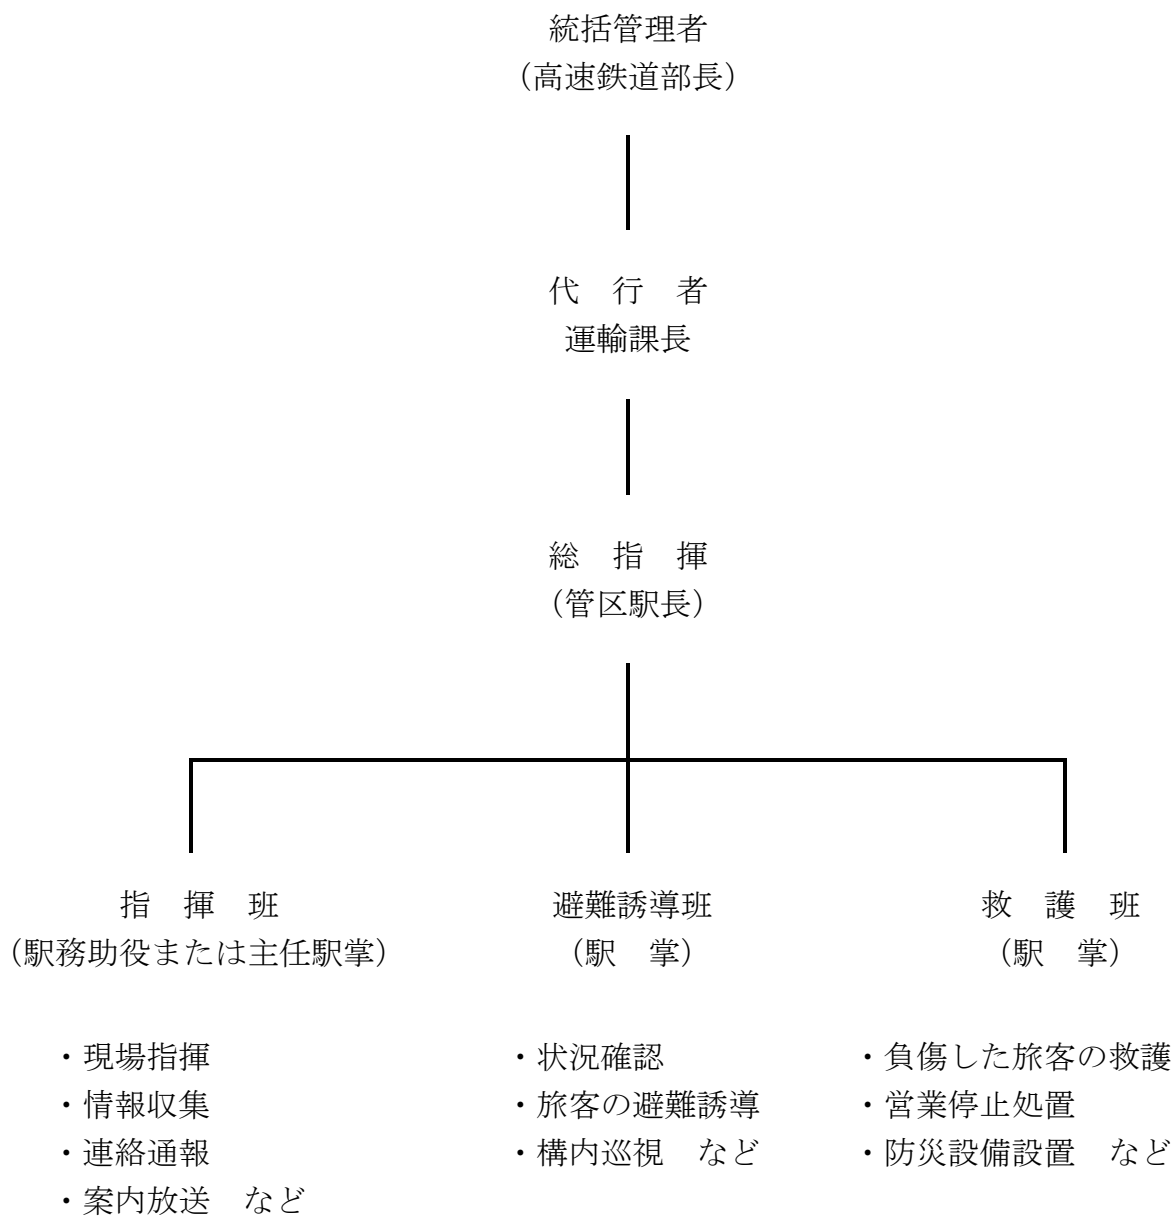 統括管理者
（高速鉄道部長）
代　行　者
運輸課長
総　指　揮
（管区駅長）
指　揮　班
（駅務助役または主任駅掌）
・現場指揮
・情報収集
・連絡通報
・案内放送　など
避難誘導班
（駅　掌）
・状況確認
・旅客の避難誘導
・構内巡視　など
救　護　班
（駅　掌）
・負傷した旅客の救護
・営業停止処置
・防災設備設置　など